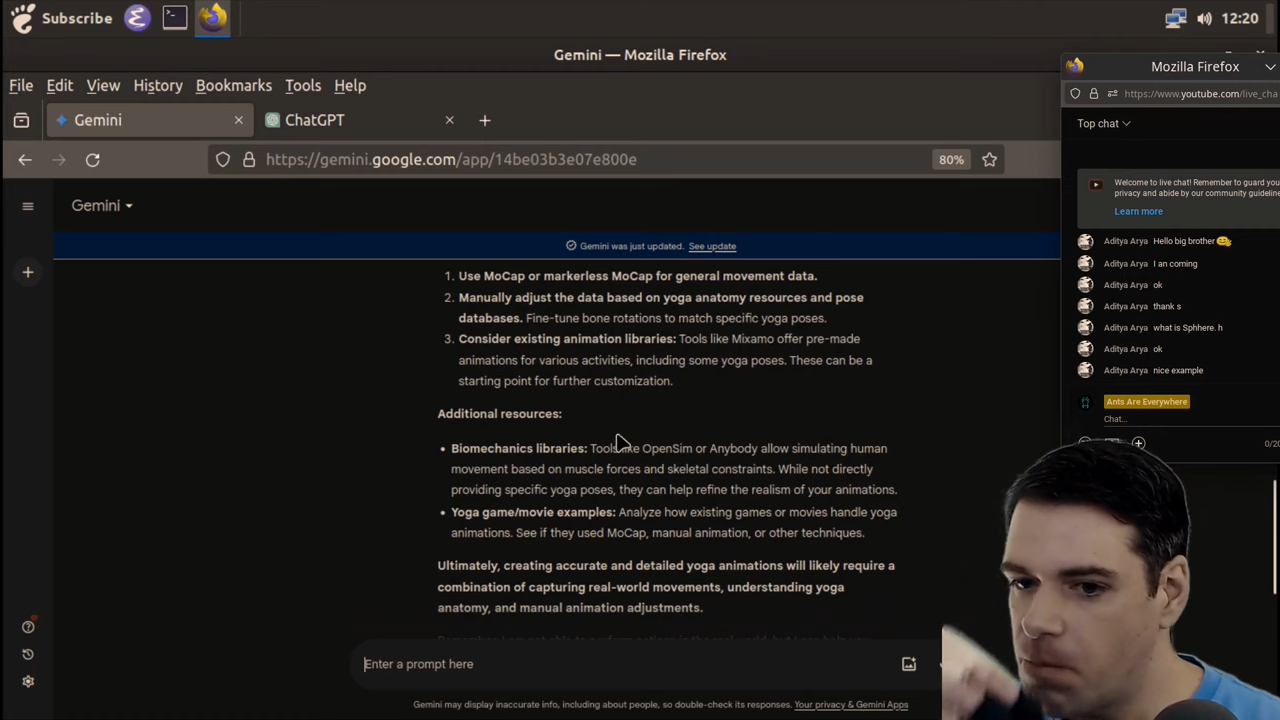 Subscribe
12:20
Gemini — Mozilla Firefox
File Edit View History Bookmarks Tools Help
Gemini
ChatGPT
https://gemini.google.com/app/14be03b3e07e800e
80%
Gemini
Gemini was just updated. See update
1. Use MoCap or markerless MoCap for general movement data.
2. Manually adjust the data based on yoga anatomy resources and pose
databases. Fine-tune bone rotations to match specific yoga poses.
3. Consider existing animation libraries: Tools like Mixamo offer pre-made
animations for various activities, including some yoga poses. These can be a
starting point for further customization.
Additional resources:
• Biomechanics libraries: Tools like OpenSim or Anybody allow simulating human
movement based on muscle forces and skeletal constraints. While not directly
providing specific yoga poses, they can help refine the realism of your animations.
• Yoga game/movie examples: Analyze how existing games or movies handle yoga
animations. See if they used MoCap, manual animation, or other techniques.
Ultimately, creating accurate and detailed yoga animations will likely require a
combination of capturing real-world movements, understanding yoga
anatomy, and manual animation adjustments.
Enter a prompt here
Gemini may display inaccurate info, including about people, so double-check its responses. Your privacy & Gemini Apps
Mozilla Firefox
https://www.youtube.com/live_cha
Top chat
Welcome to live chat! Remember to guard you
privacy and abide by our community guideline
Learn more
Aditya Arya Hello big brother
Aditya Arya I an coming
Aditya Arya ok
Aditya Arya thank s
Aditya Arya what is Sphhere. h
Aditya Arya ok
Aditya Arya nice example
Ants Are Everywhere
Chat...
0/20